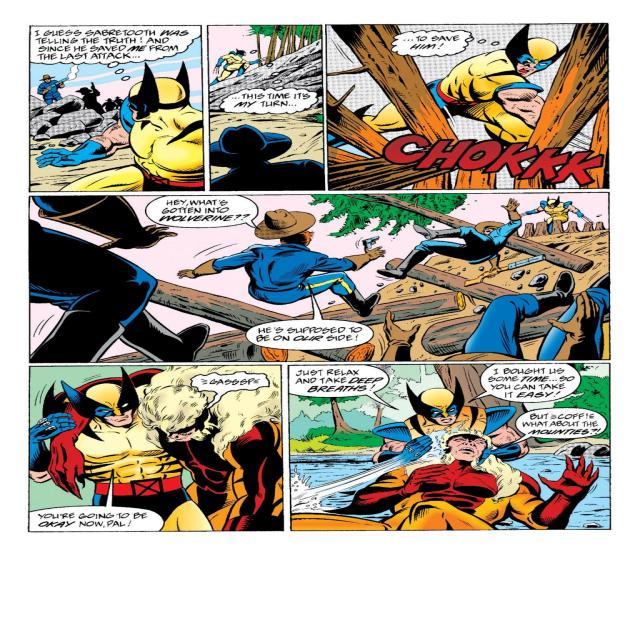 I GUESS SABRETOOTH WAS
TELLING THE TRUTH! AND
SINCE HE SAVED ME FROM
THE LAST ATTACK...
...THIS TIME IT'S
MY TURN...
...TO SAVE
HIM!
CHOKKK
HEY, WHAT'S
GOTTEN INTO
WOLVERINE??
HE'S SUPPOSED TO
BE ON OUR SIDE!
=GASSSP=
YOU'RE GOING TO BE
OKAY NOW, PAL!
JUST RELAX
AND TAKE DEEP
BREATHS!
I BOUGHT US
SOME TIME...SO
YOU CAN TAKE
IT EASY!
BUT =COFF!=
WHAT ABOUT THE
MOUNTIES?!